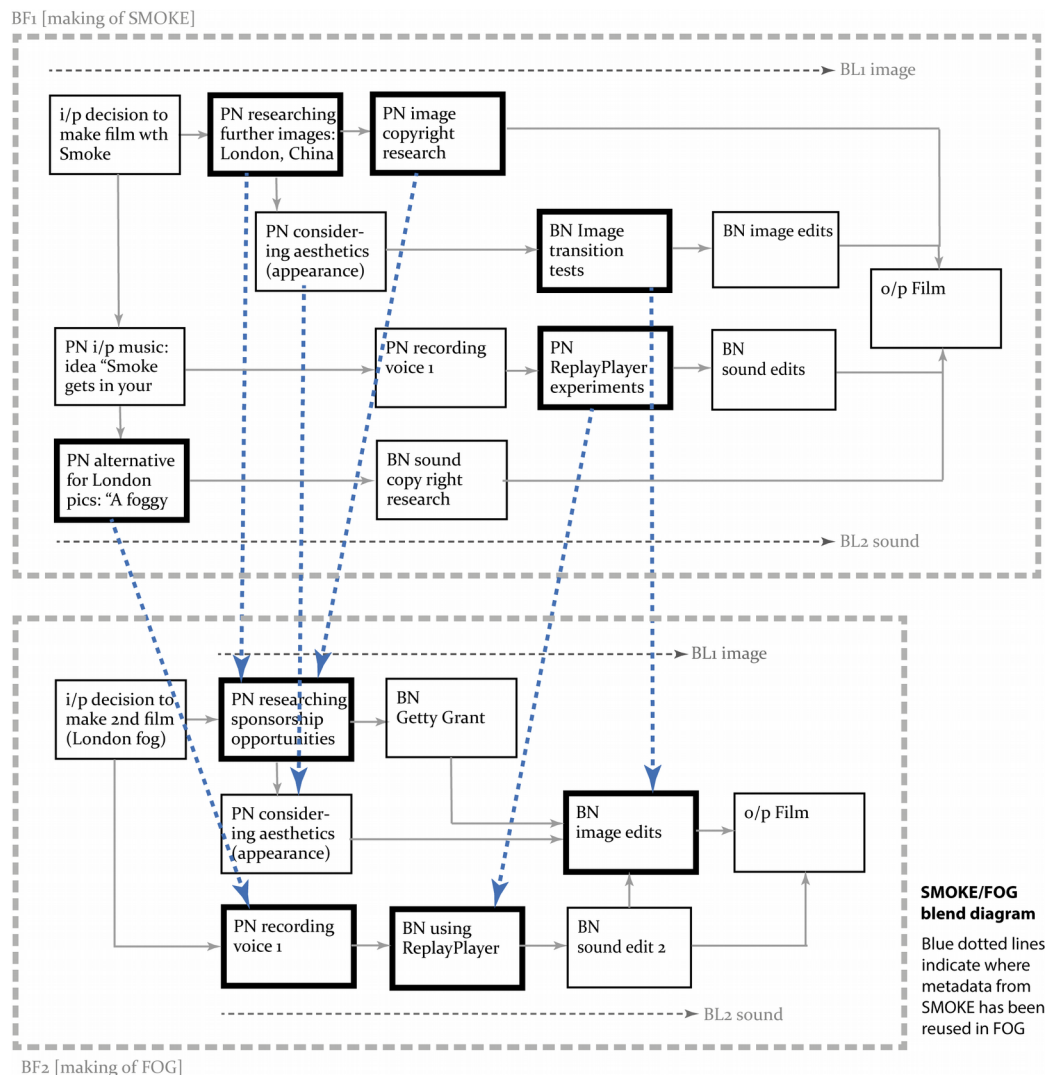 BF1 [making of SMOKE]
BL1 image
i/p decision to
make film wth
Smoke
PN researching
further images:
London, China
PN image
copyright
research
PN consider-
ing aesthetics
(appearance)
BN Image
transition
tests
BN image edits
o/p Film
PN i/p music:
idea “Smoke
gets in your
PN recording
voice 1
PN
ReplayPlayer
experiments
BN
sound edits
PN alternative
for London
pics: “A foggy
BN sound
copy right
research
BL2 sound
BL1 image
i/p decision to
make 2nd film
(London fog)
PN researching
sponsorship
opportunities
BN
Getty Grant
PN consider-
ing aesthetics
(appearance)
BN
image edits
o/p Film
PN recording
voice 1
BN using
ReplayPlayer
BN
sound edit 2
BL2 sound
SMOKE/FOG
blend diagram
Blue dotted lines
indicate where
metadata from
SMOKE has been
reused in FOG
BF2 [making of FOG]